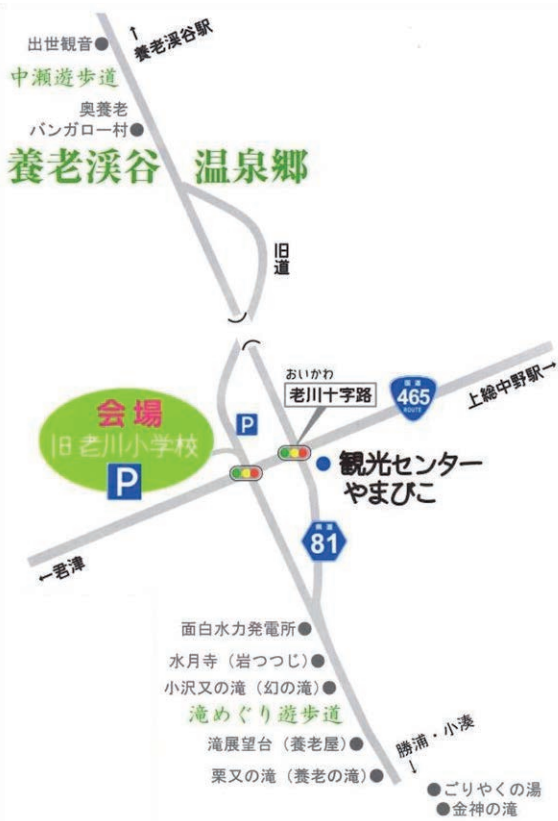 ↑
養老渓谷駅
出世観音●
中瀬遊歩道
奥養老
バンガロー村●
養老渓谷 温泉郷
旧道
おいかわ
老川十字路
国道
465
ROUTE
上総中野駅→
会場
旧 老川小学校
P
P
●観光センター
やまびこ
県道
81
←君津
面白水力発電所●
水月寺（岩つつじ）●
小沢又の滝（幻の滝）●
滝めぐり遊歩道
滝展望台（養老屋）●
栗又の滝（養老の滝）●
勝浦・小湊
↓
●ごりやくの湯
●金神の滝